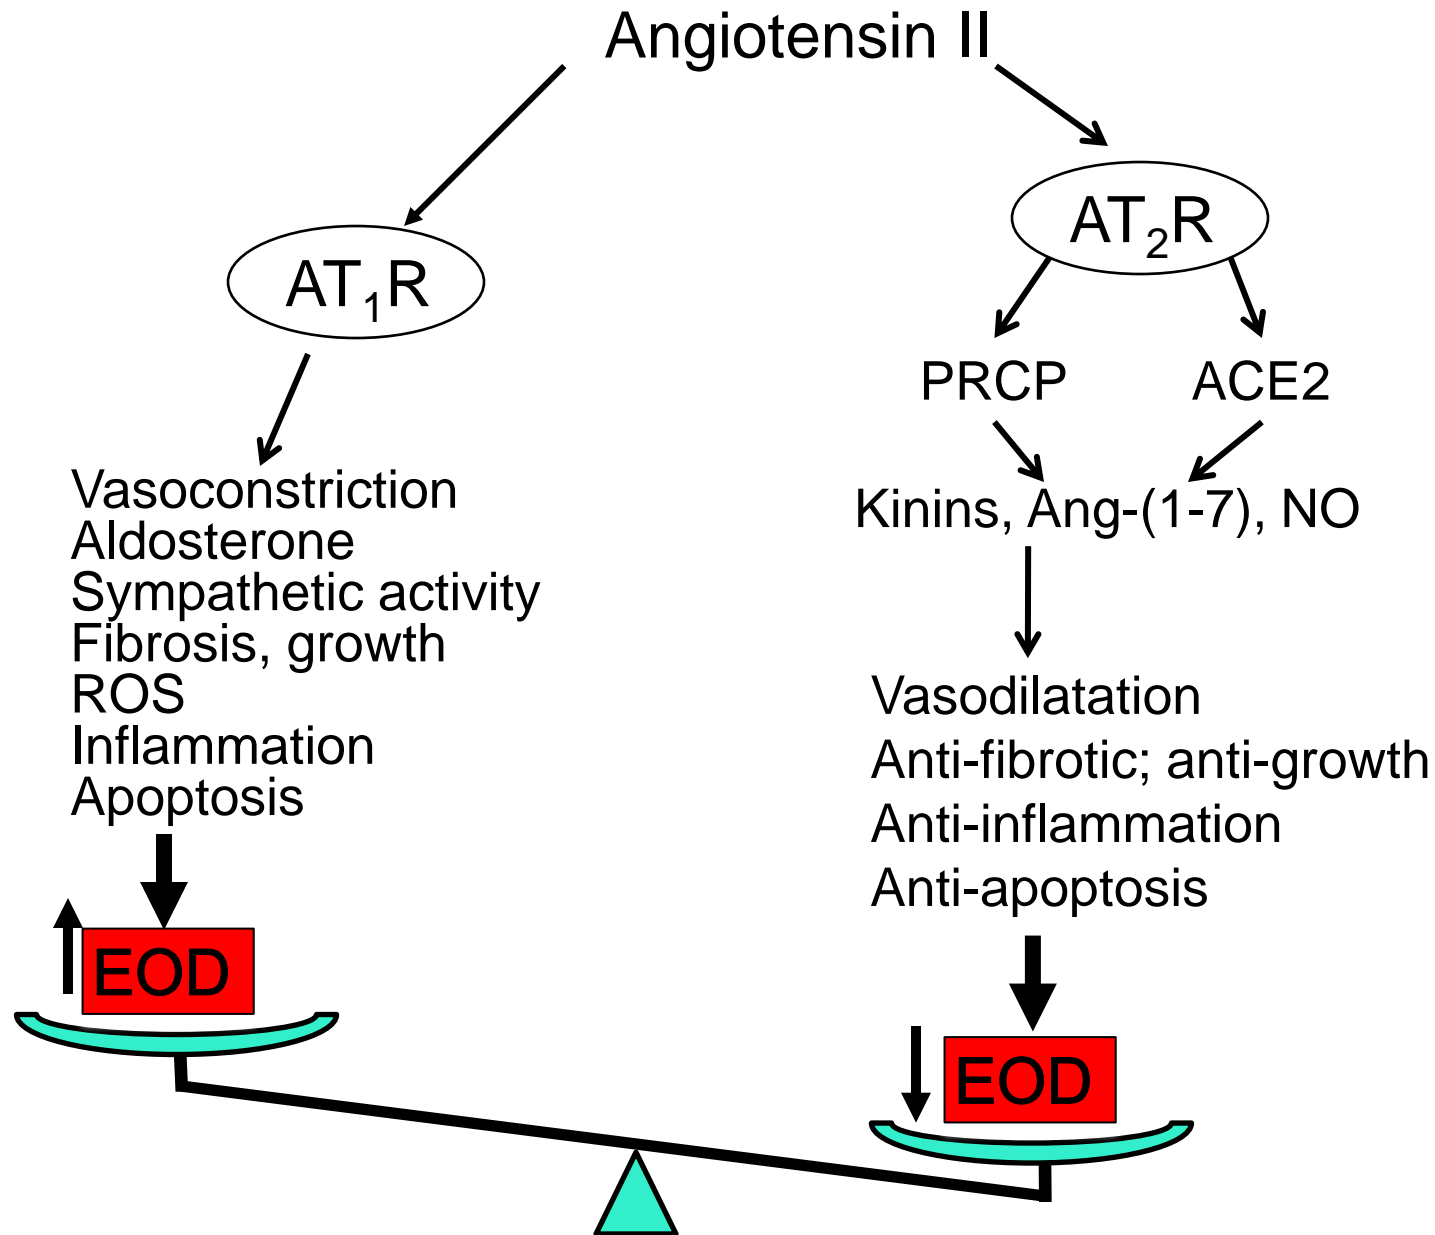 Angiotensin II
AT₁R
Vasoconstriction
Aldosterone
Sympathetic activity
Fibrosis, growth
ROS
Inflammation
Apoptosis
EOD
AT₂R
PRCP ACE2
Kinins, Ang-(1-7), NO
Vasodilatation
Anti-fibrotic; anti-growth
Anti-inflammation
Anti-apoptosis
EOD